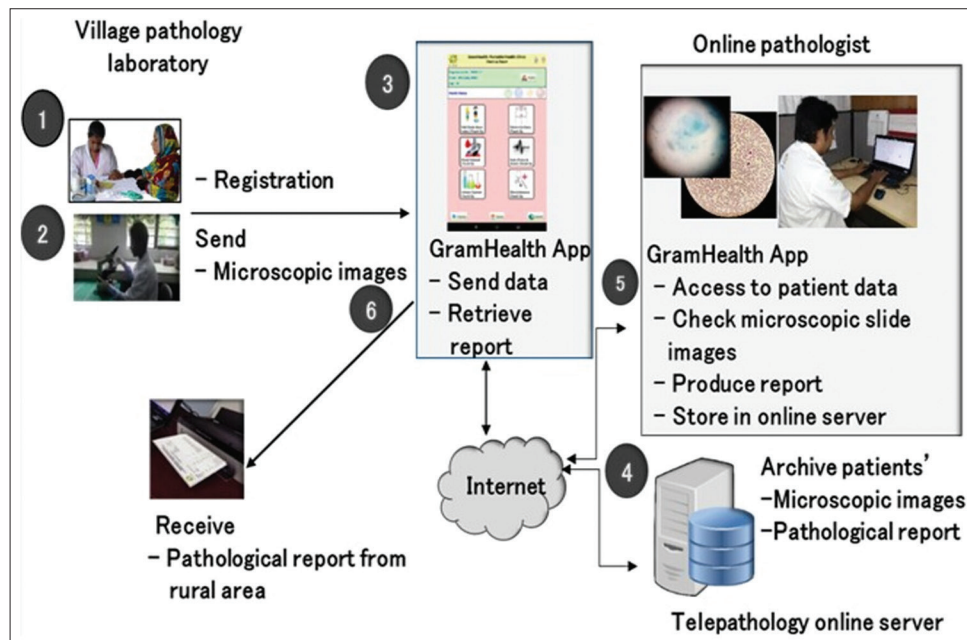 Village pathology
laboratory
1
– Registration
2
Send
– Microscopic images
3
GramHealth App
– Send data
– Retrieve
report
Online pathologist
5
GramHealth App
– Access to patient data
– Check microscopic slide
images
– Produce report
– Store in online server
6
Receive
– Pathological report from
rural area
Internet
4
Archive patients’
–Microscopic images
–Pathological report
Telepathology online server